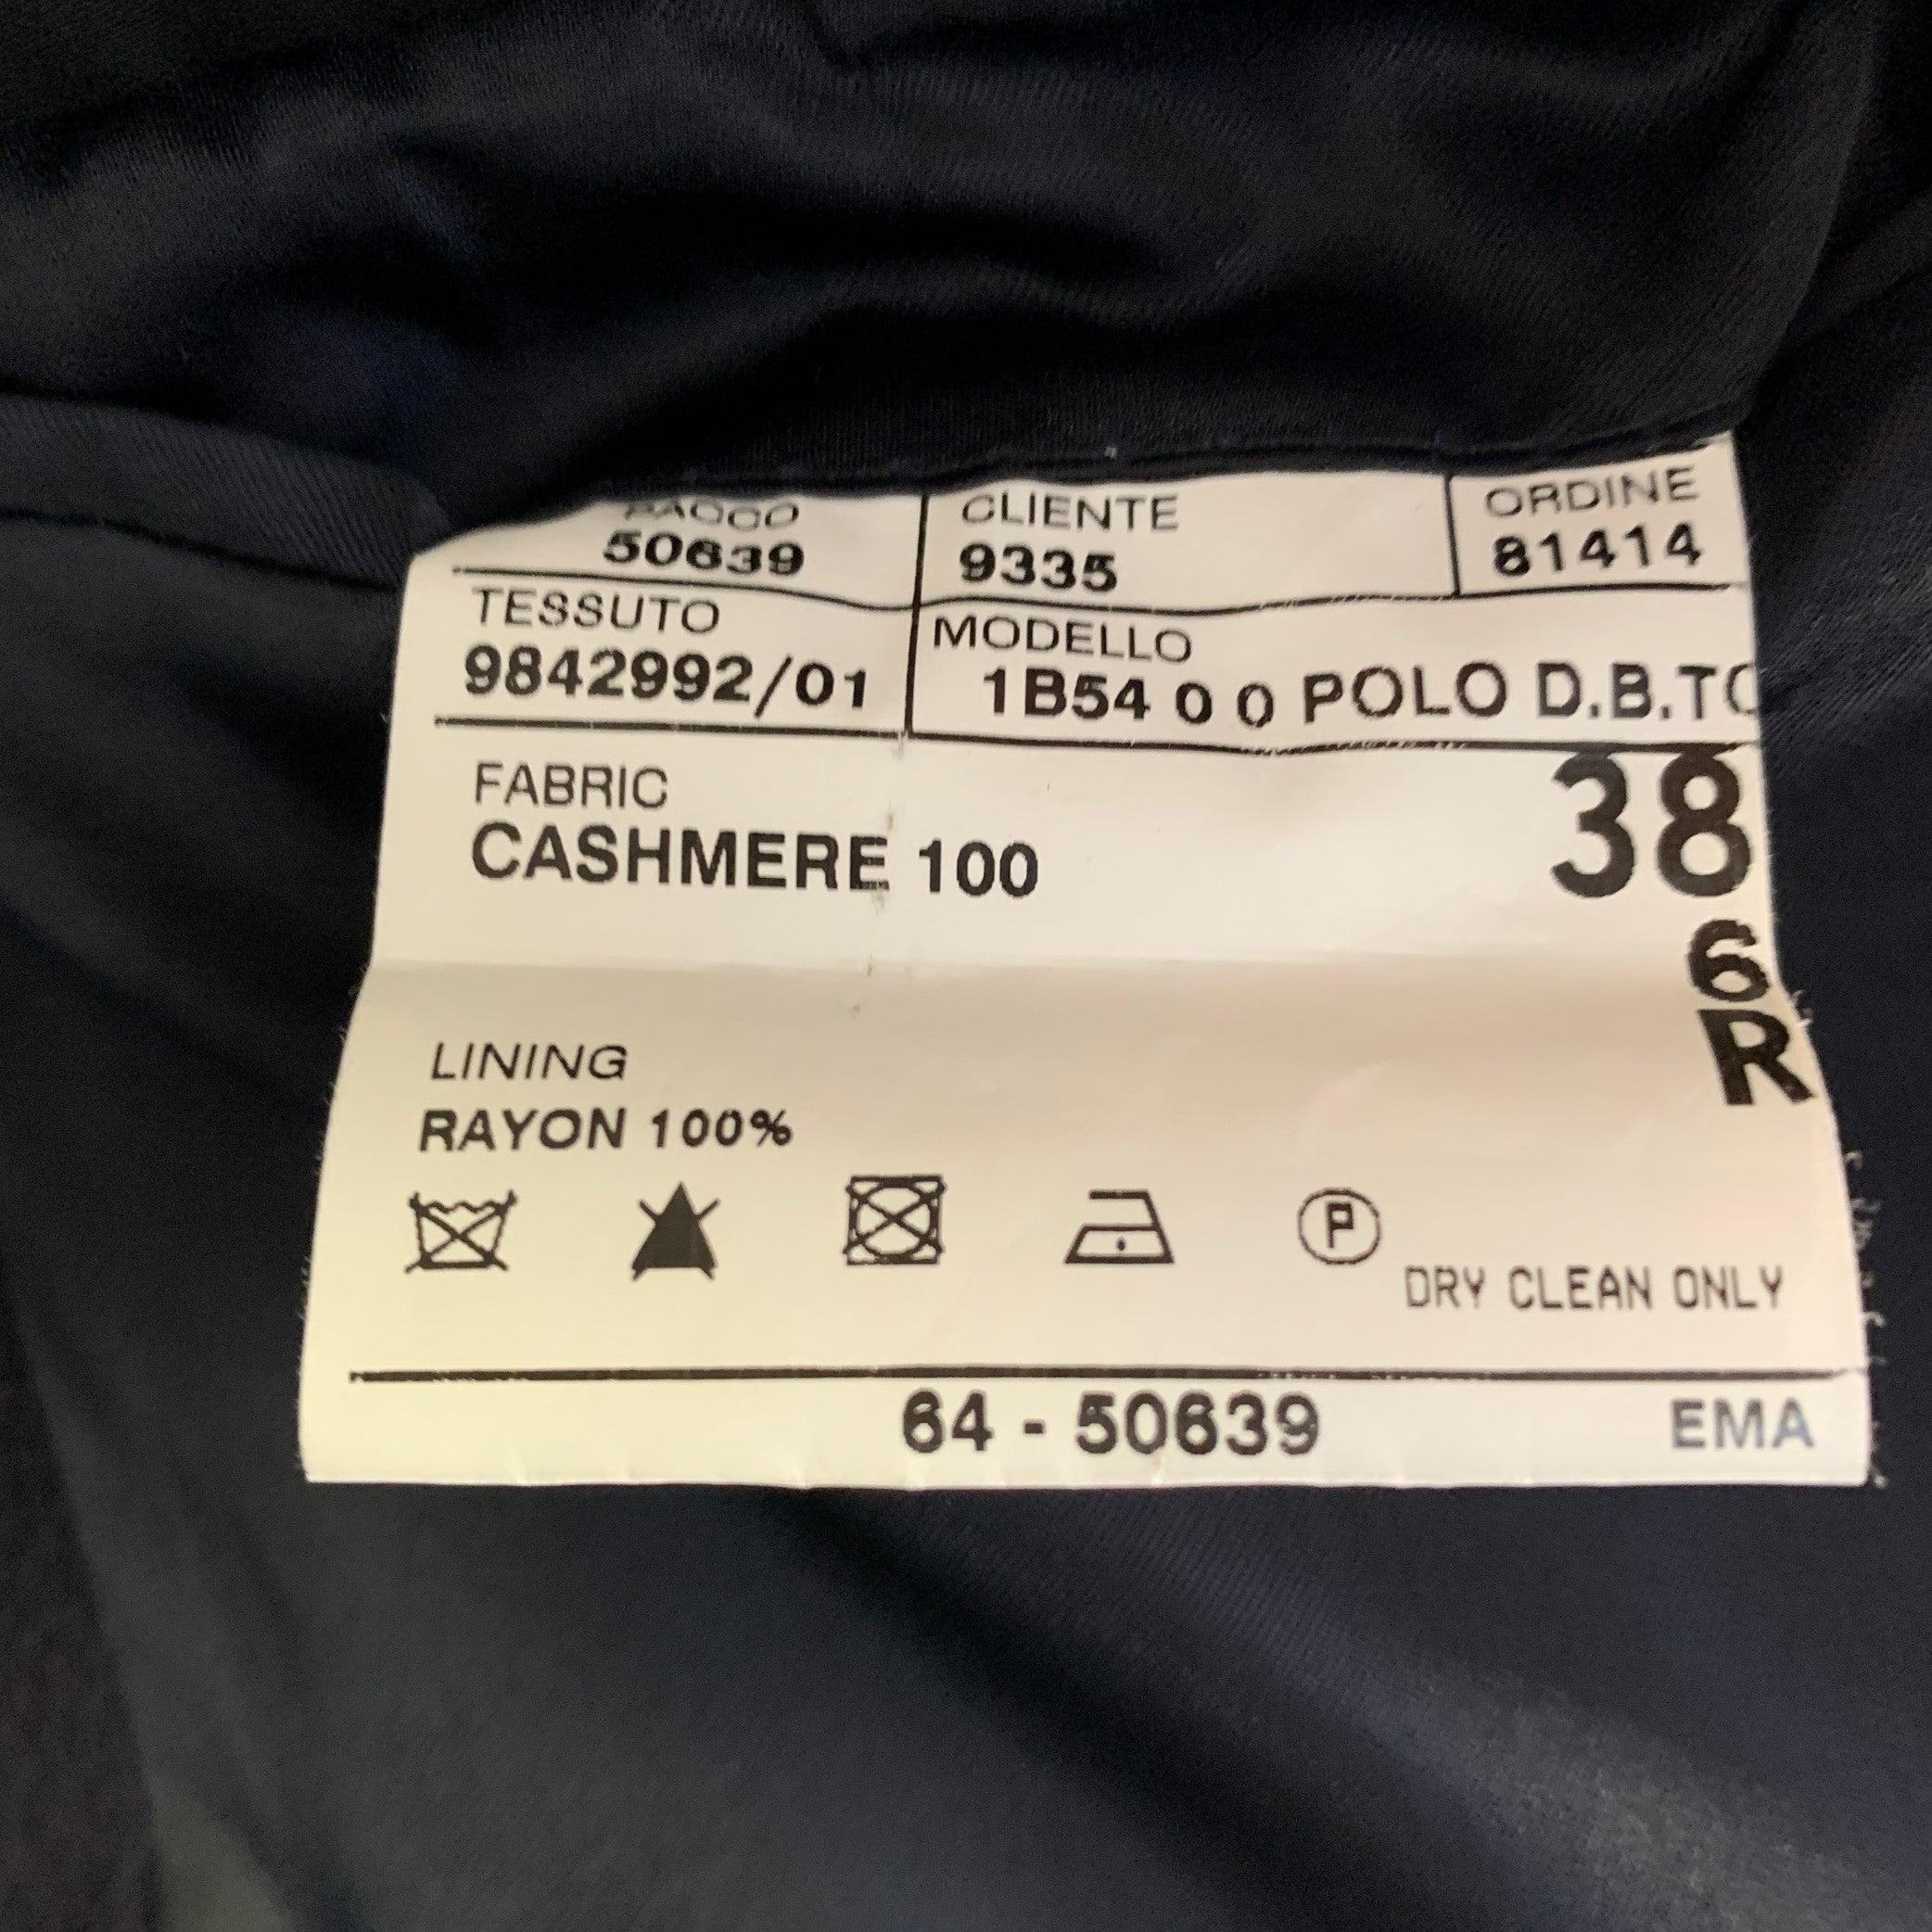 PACCO CLIENTE ORDINE
50639 9335 81414
TESSUTO MODELLO
9842992/01 1B54 0 0 POLO D.B.TO
FABRIC
CASHMERE 100
38
6
R
LINING
RAYON 100%
P
DRY CLEAN ONLY
64 - 50639 EMA